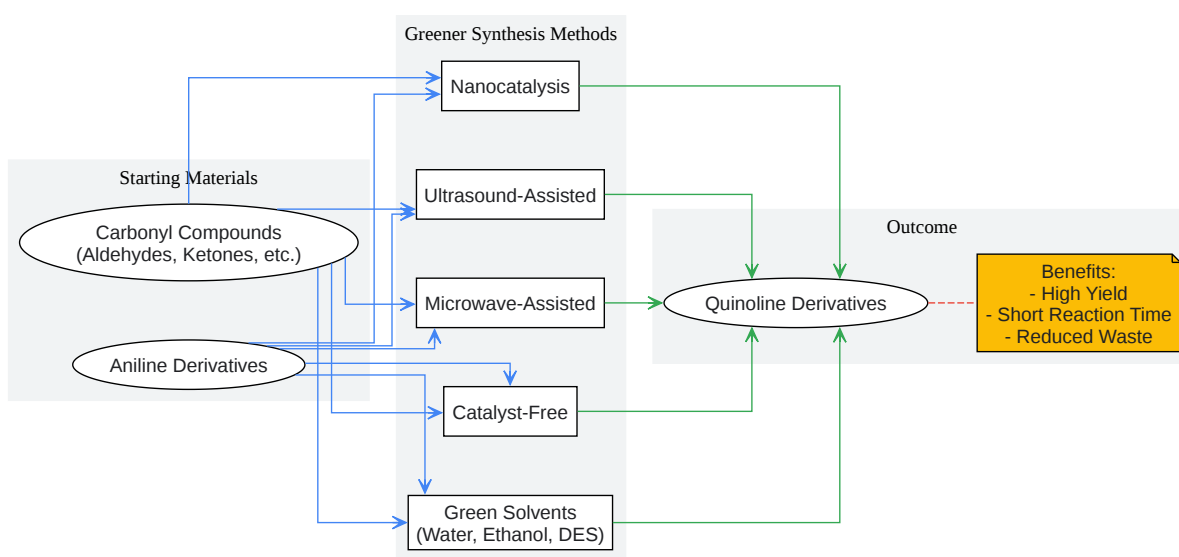 Greener Synthesis Methods
Nanocatalysis
Starting Materials
Ultrasound-Assisted
Carbonyl Compounds
(Aldehydes, Ketones, etc.)
Outcome
Benefits:
- High Yield
- Short Reaction Time
- Reduced Waste
Microwave-Assisted
Quinoline Derivatives
Aniline Derivatives
Catalyst-Free
Green Solvents
(Water, Ethanol, DES)